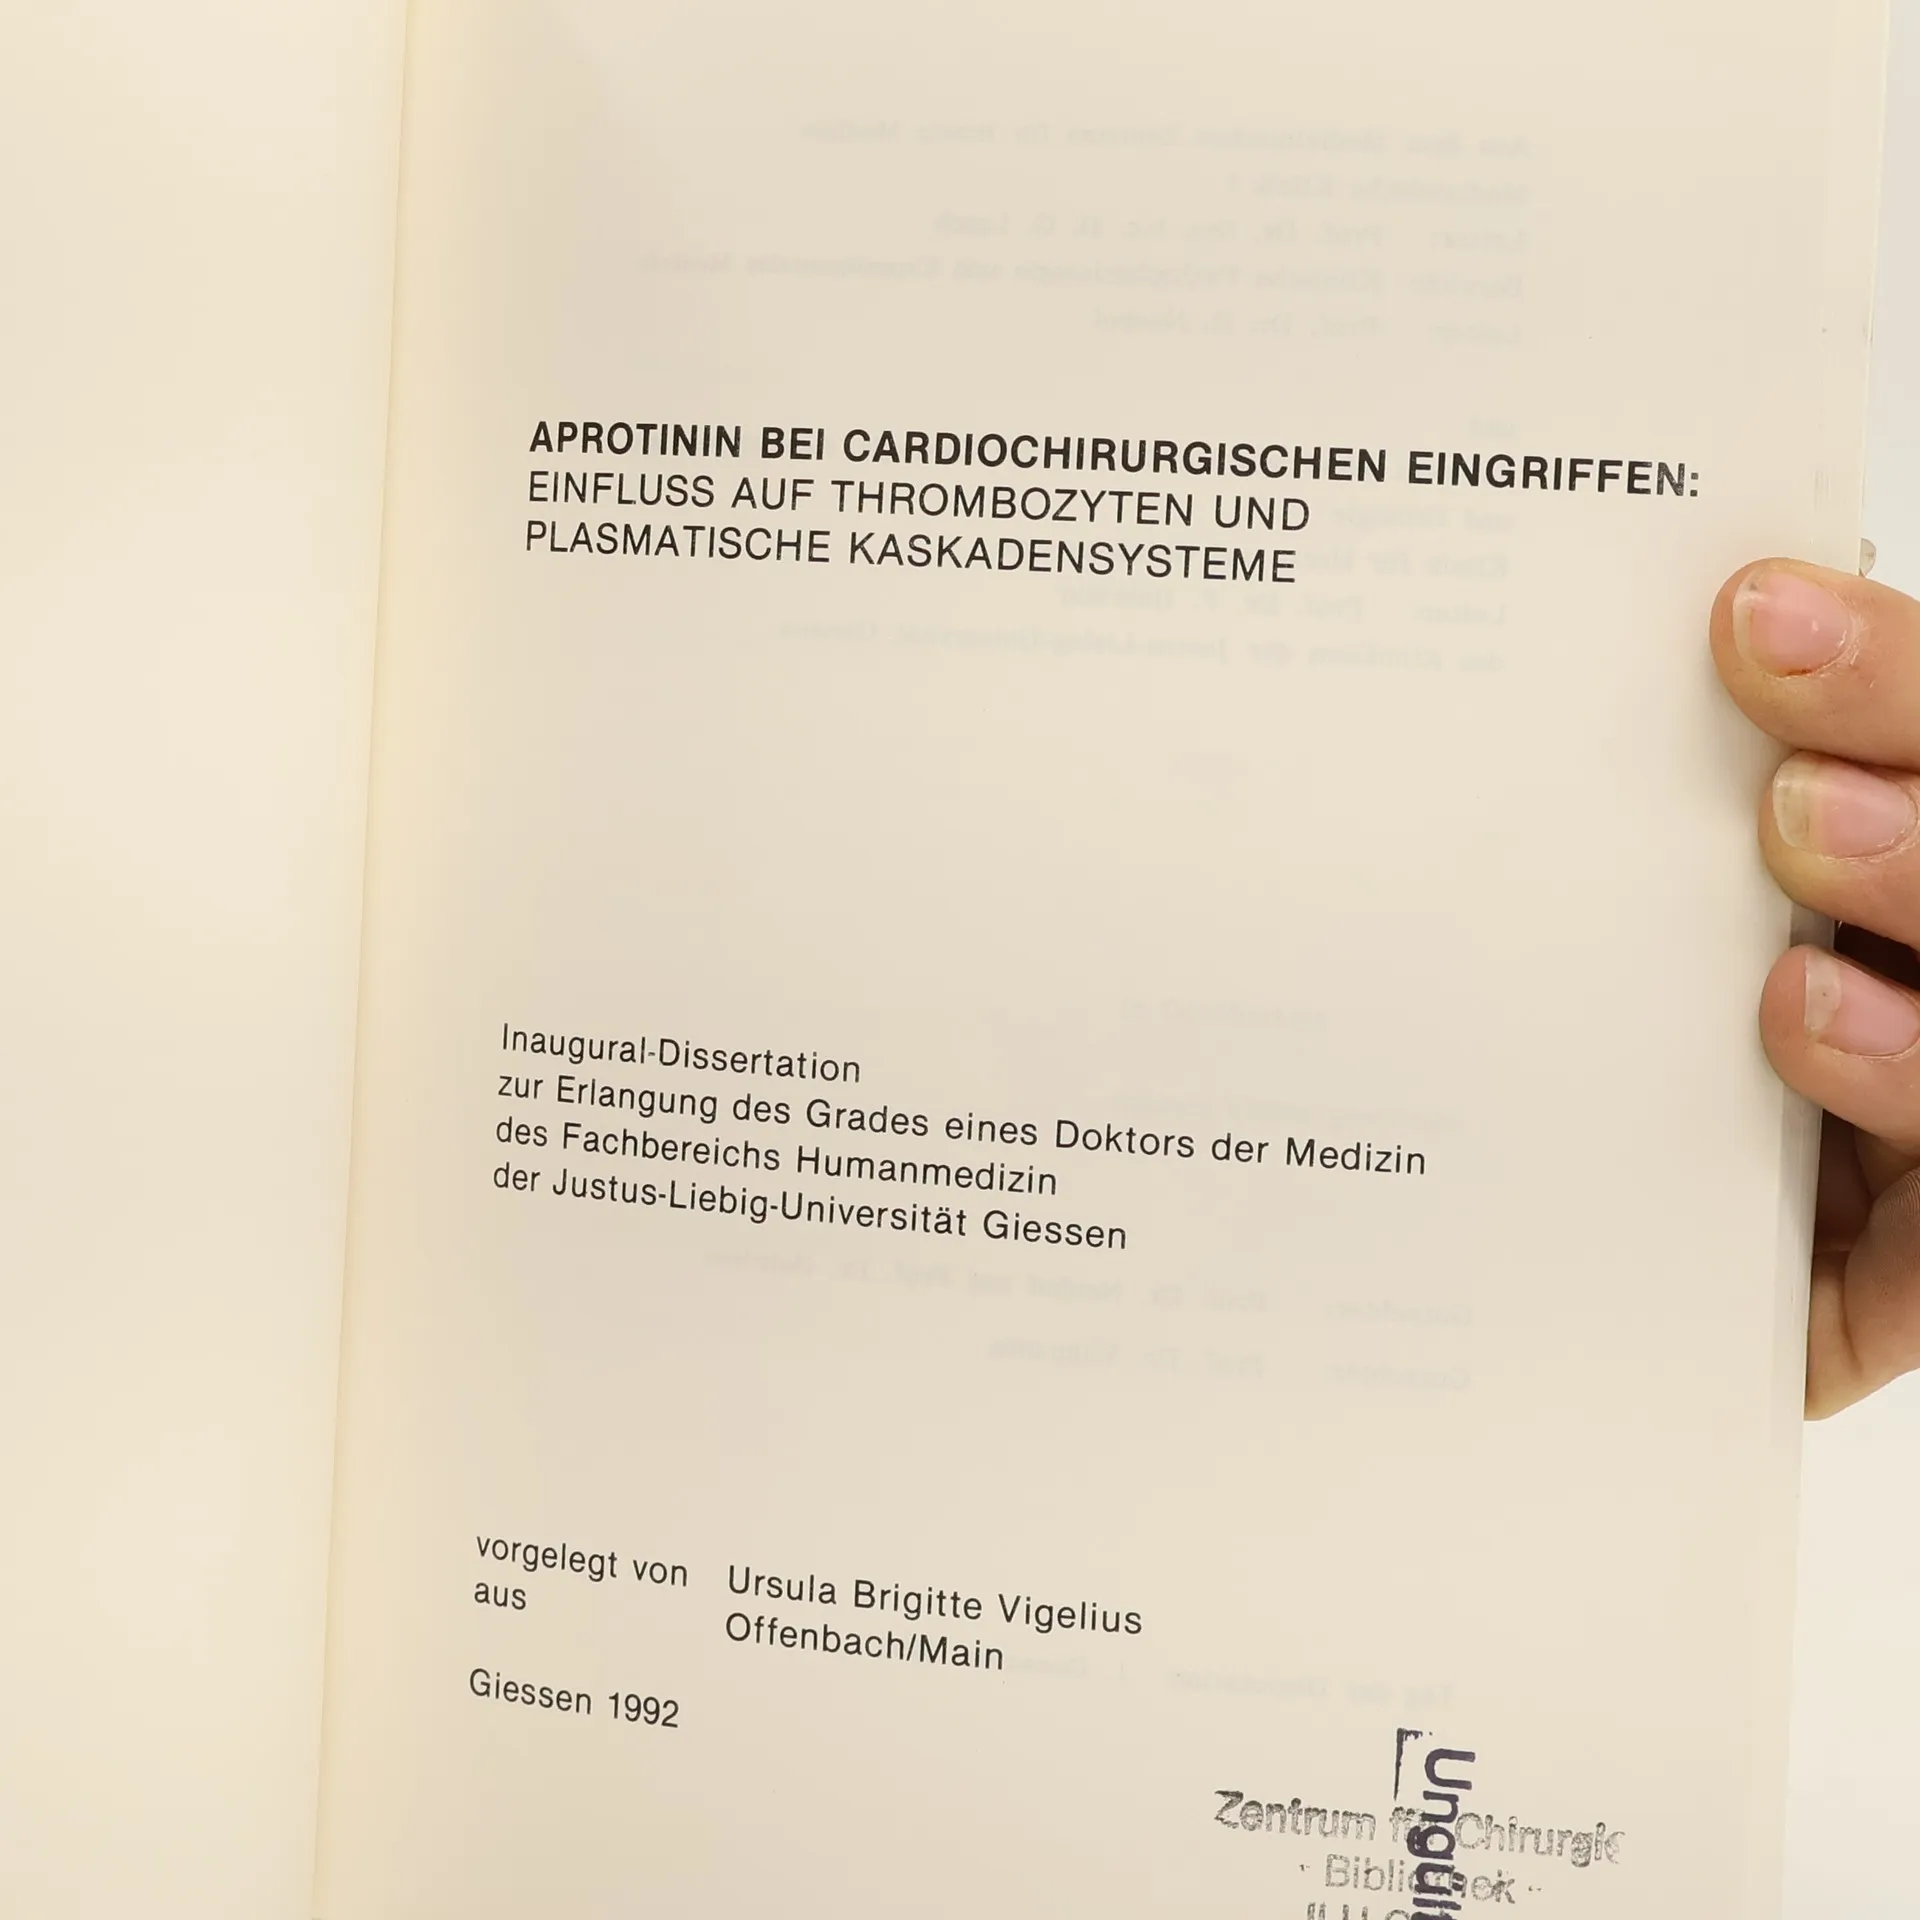 APROTININ BEI CARDIOCHIRURGISCHEN EINGRIFFEN:
EINFLUSS AUF THROMBOZYTEN UND
PLASMATISCHE KASKADENSYSTEME
Inaugural-Dissertation
zur Erlangung des Grades eines Doktors der Medizin
des Fachbereichs Humanmedizin
der Justus-Liebig-Universität Giessen
vorgelegt von Ursula Brigitte Vigelius
aus Offenbach/Main
Giessen 1992
Zentrum für Chirurgie
Bibliothek